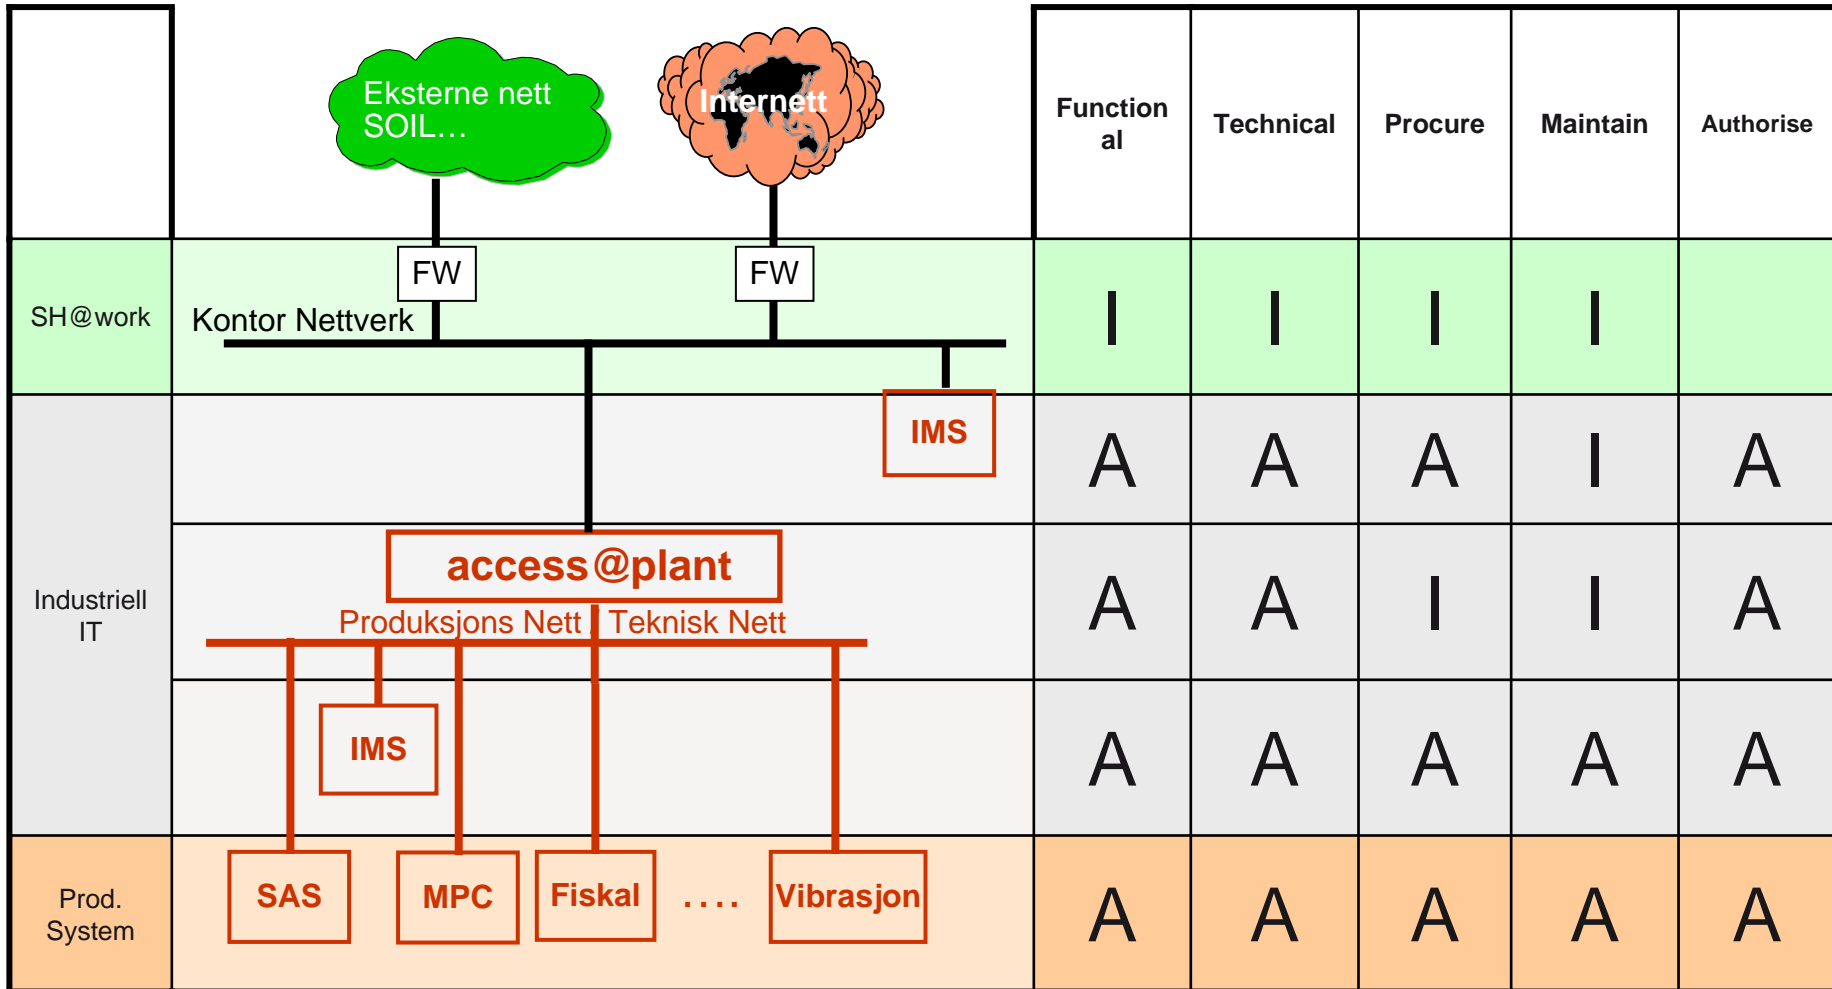 Eksterne nett
SOIL…
Internett
Function
al
Technical
Procure
Maintain
Authorise
SH@work
FW
FW
Kontor Nettverk
I
I
I
I
IMS
A
A
A
I
A
Industriell
IT
access@plant
Produksjons Nett / Teknisk Nett
A
A
I
I
A
IMS
A
A
A
A
A
Prod.
System
SAS
MPC
Fiskal
....
Vibrasjon
A
A
A
A
A